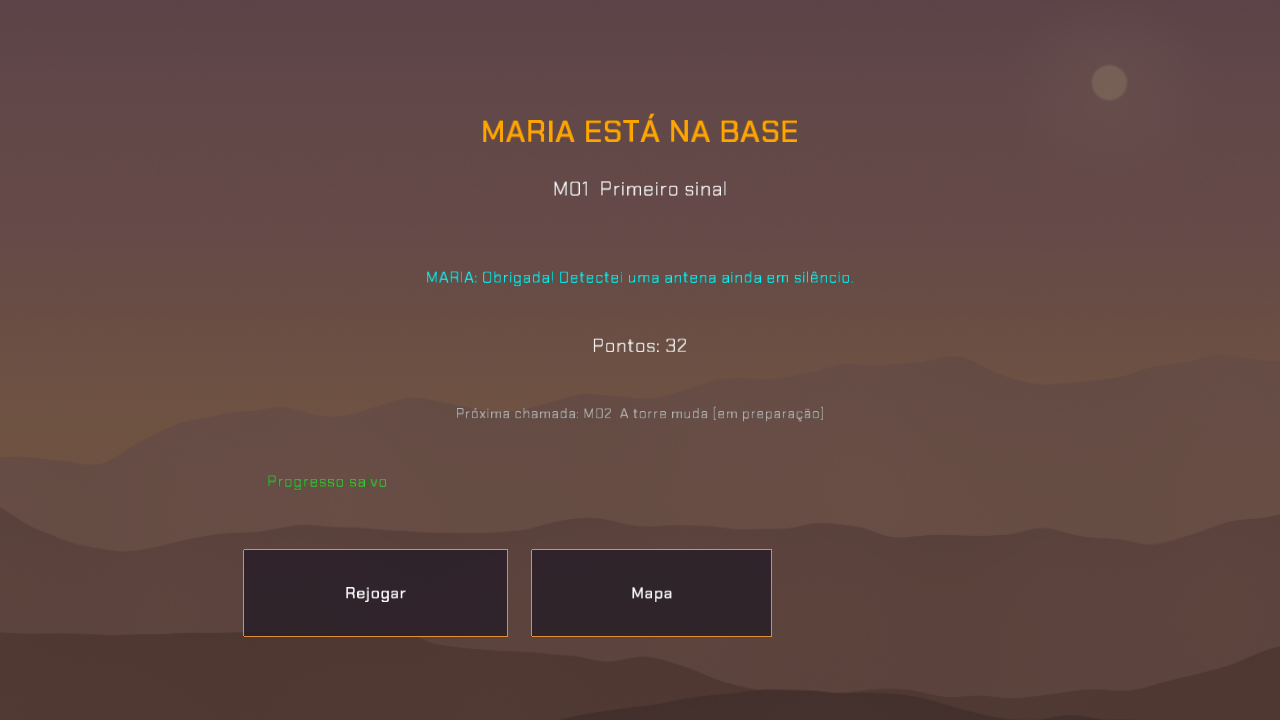 MARIA ESTÁ NA BASE
M01 Primeiro sinal
MARIA: Obrigada! Detectei uma antena ainda em silêncio.
Pontos: 32
Próxima chamada: M02 A torre muda [em preparação]
Progresso salvo
Rejogar
Mapa